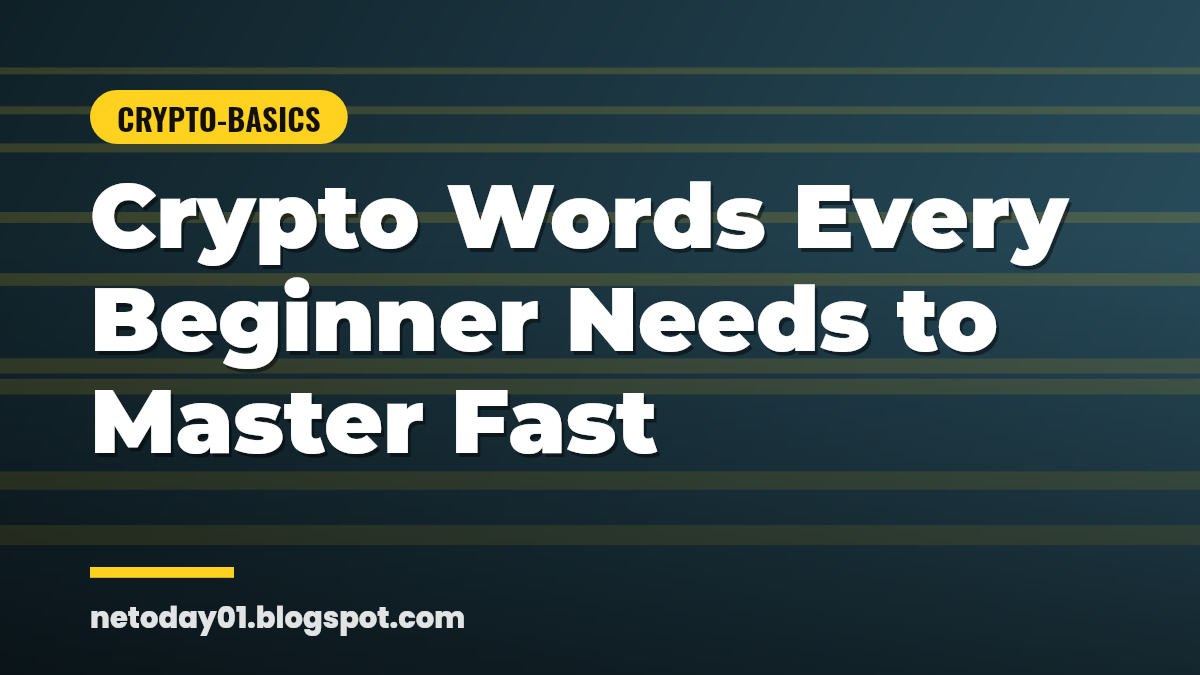 CRYPTO-BASICS
Crypto Words Every
Beginner Needs to
Master Fast
netoday01.blogspot.com